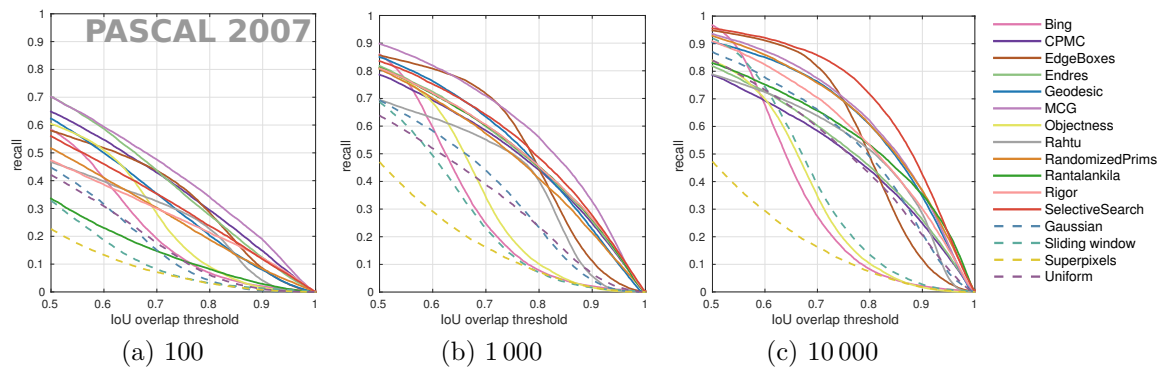 PASCAL 2007
1
0.9
0.8
0.7
0.6
0.5
0.4
0.3
0.2
0.1
0
recall
0.5 0.6 0.7 0.8 0.9 1
IoU overlap threshold
(a) 100
1
0.9
0.8
0.7
0.6
0.5
0.4
0.3
0.2
0.1
0
recall
0.5 0.6 0.7 0.8 0.9 1
IoU overlap threshold
(b) 1 000
1
0.9
0.8
0.7
0.6
0.5
0.4
0.3
0.2
0.1
0
recall
0.5 0.6 0.7 0.8 0.9 1
IoU overlap threshold
(c) 10 000
Bing
CPMC
EdgeBoxes
Endres
Geodesic
MCG
Objectness
Rahtu
RandomizedPrims
Rantalankila
Rigor
SelectiveSearch
Gaussian
Sliding window
Superpixels
Uniform